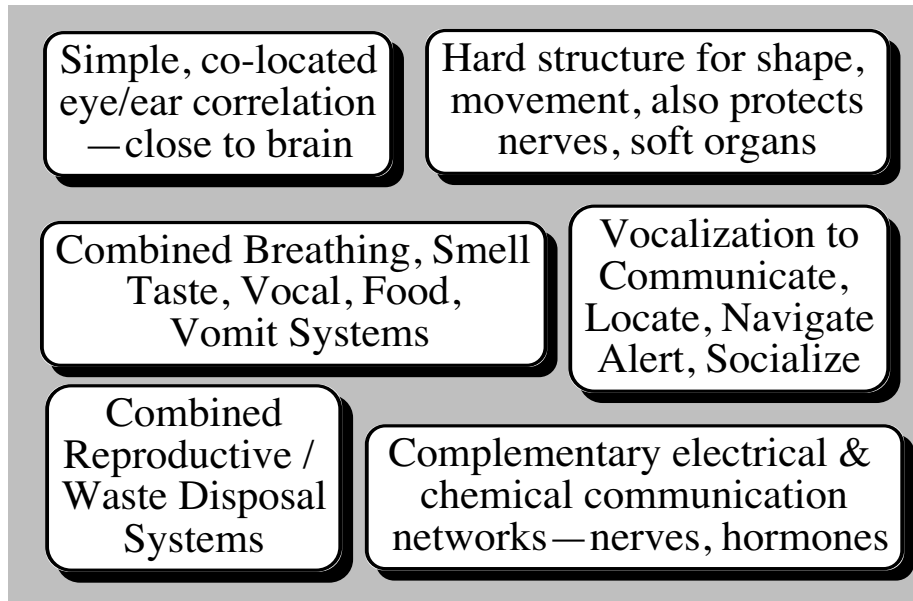 Simple, co-located
eye/ear correlation
—close to brain
Hard structure for shape,
movement, also protects
nerves, soft organs
Combined Breathing, Smell
Taste, Vocal, Food,
Vomit Systems
Vocalization to
Communicate,
Locate, Navigate
Alert, Socialize
Combined
Reproductive /
Waste Disposal
Systems
Complementary electrical &
chemical communication
networks—nerves, hormones